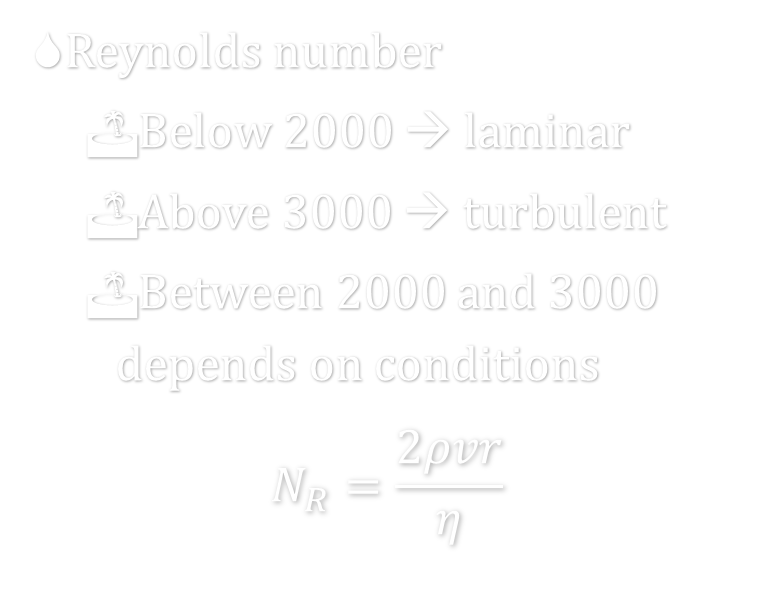 💧Reynolds number
🏝Below 2000 → laminar
🏝Above 3000 → turbulent
🏝Between 2000 and 3000
depends on conditions
N_R = 2ρvr / η